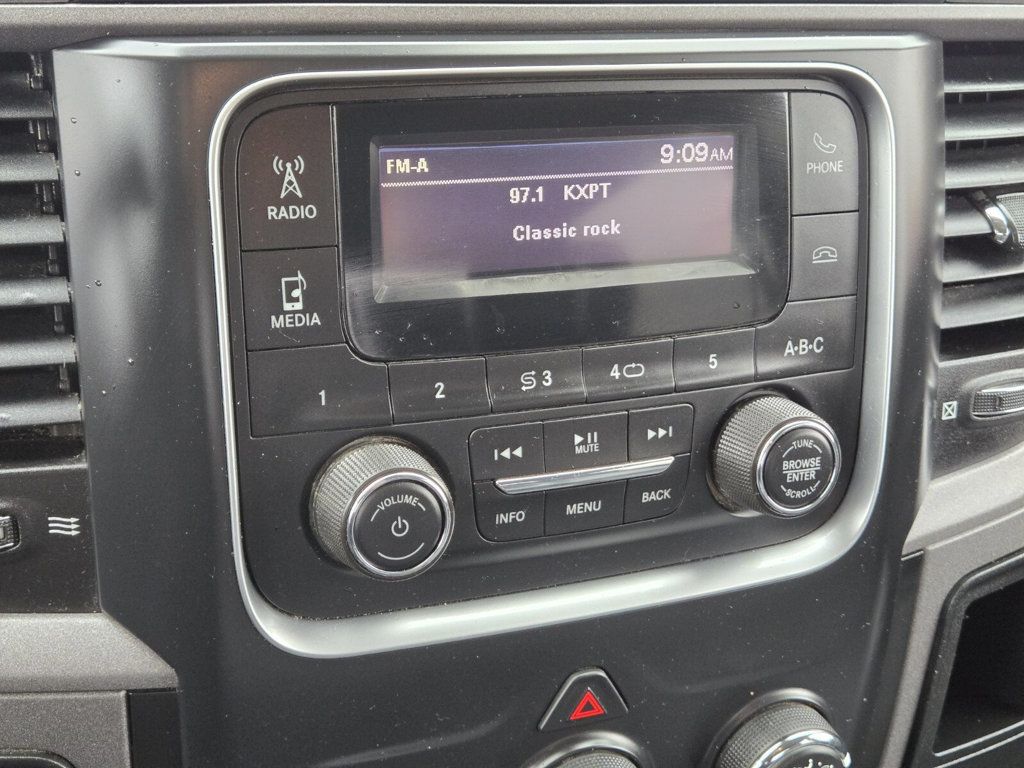 FM-A 9:09AM
97.1 KXPT
Classic rock
RADIO
MEDIA
PHONE
1 2 3 4 5 A·B·C
MUTE
INFO MENU BACK
VOLUME
TUNE
BROWSE
ENTER
SCROLL